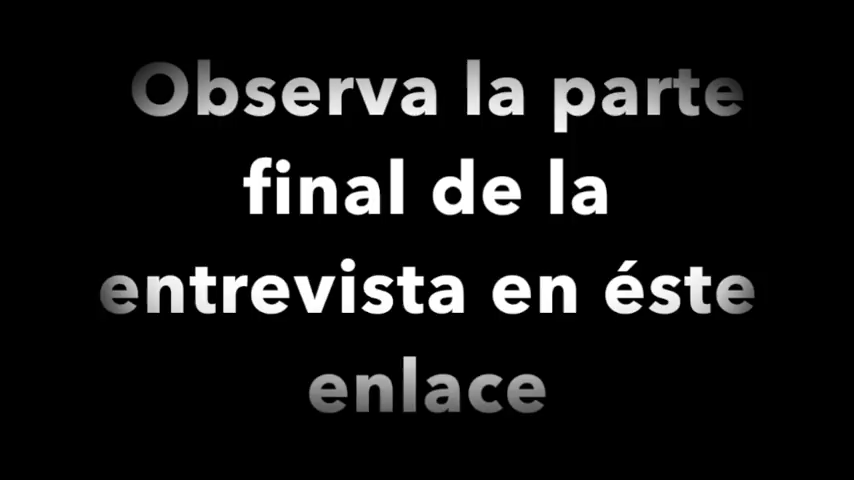 Observa la parte
final de la
entrevista en éste
enlace